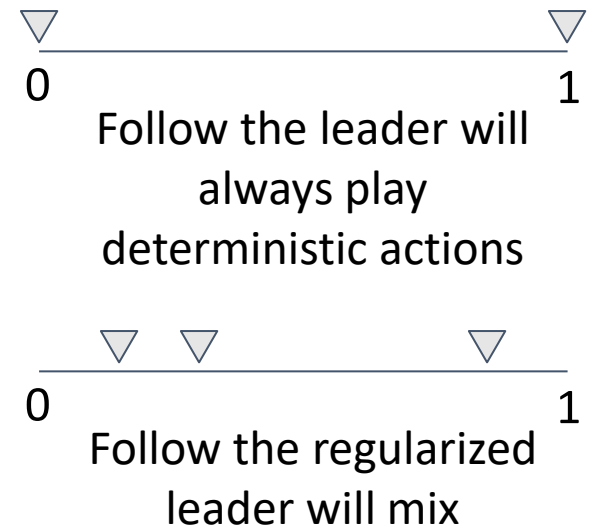 0 1
Follow the leader will
always play
deterministic actions
0 1
Follow the regularized
leader will mix